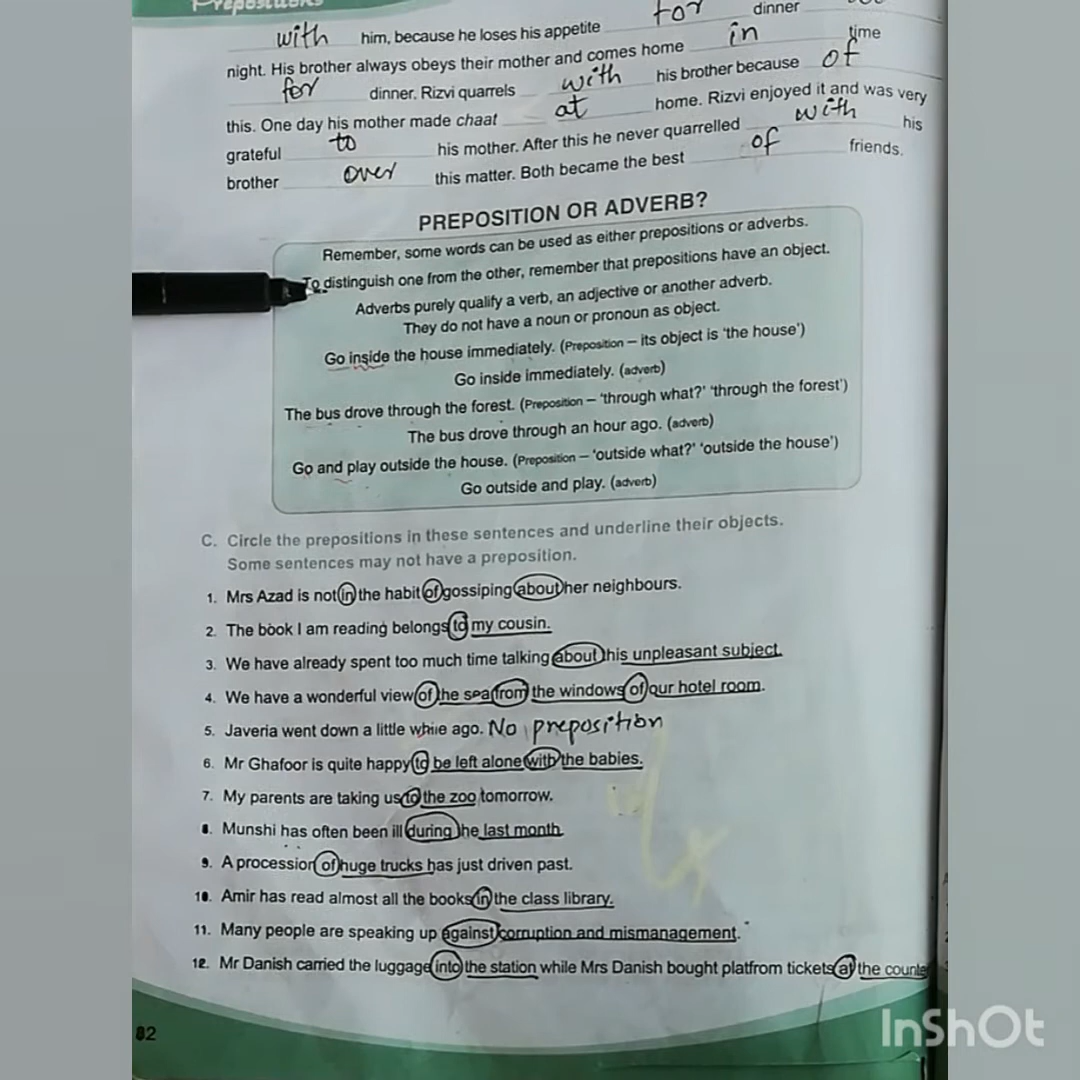 Prepositions
with him, because he loses his appetite for dinner
night. His brother always obeys their mother and comes home in time
for dinner. Rizvi quarrels with his brother because of
this. One day his mother made chaat at home. Rizvi enjoyed it and was very
grateful to his mother. After this he never quarrelled with his
brother over this matter. Both became the best of friends.
PREPOSITION OR ADVERB?
Remember, some words can be used as either prepositions or adverbs.
To distinguish one from the other, remember that prepositions have an object.
Adverbs purely qualify a verb, an adjective or another adverb.
They do not have a noun or pronoun as object.
Go inside the house immediately. (Preposition – its object is 'the house')
Go inside immediately. (adverb)
The bus drove through the forest. (Preposition – 'through what?' 'through the forest')
The bus drove through an hour ago. (adverb)
Go and play outside the house. (Preposition – 'outside what?' 'outside the house')
Go outside and play. (adverb)
C. Circle the prepositions in these sentences and underline their objects.
Some sentences may not have a preposition.
1. Mrs Azad is not in the habit of gossiping about her neighbours.
2. The book I am reading belongs to my cousin.
3. We have already spent too much time talking about this unpleasant subject.
4. We have a wonderful view of the sea from the windows of our hotel room.
5. Javeria went down a little while ago. No preposition
6. Mr Ghafoor is quite happy to be left alone with the babies.
7. My parents are taking us to the zoo tomorrow.
8. Munshi has often been ill during the last month
9. A procession of huge trucks has just driven past.
10. Amir has read almost all the books in the class library.
11. Many people are speaking up against corruption and mismanagement.
12. Mr Danish carried the luggage into the station while Mrs Danish bought platfrom tickets at the counter
82
InShOt